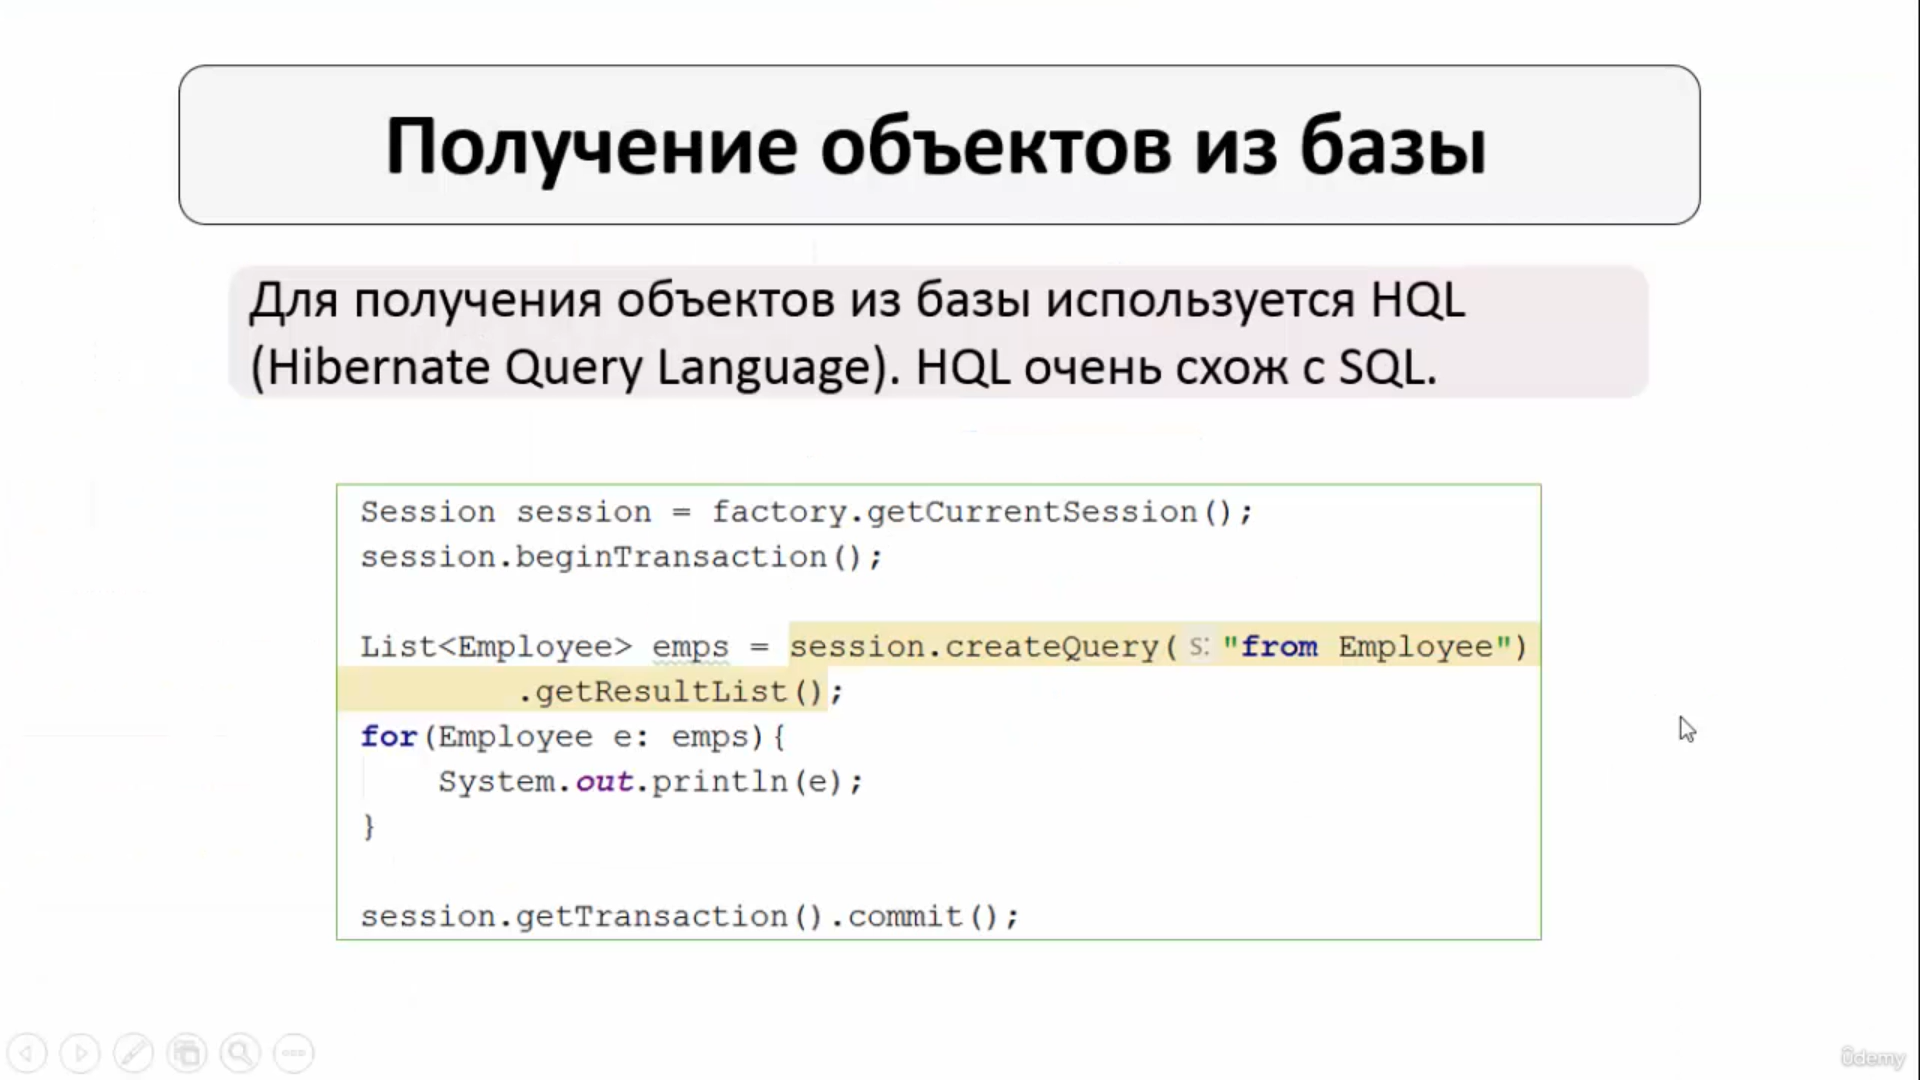 Получение объектов из базы
Для получения объектов из базы используется HQL
(Hibernate Query Language). HQL очень схож с SQL.
Session session = factory.getCurrentSession();
session.beginTransaction();
List<Employee> emps = session.createQuery( s: "from Employee")
.getResultList();
for(Employee e: emps){
System.out.println(e);
}
session.getTransaction().commit();
ûdemy